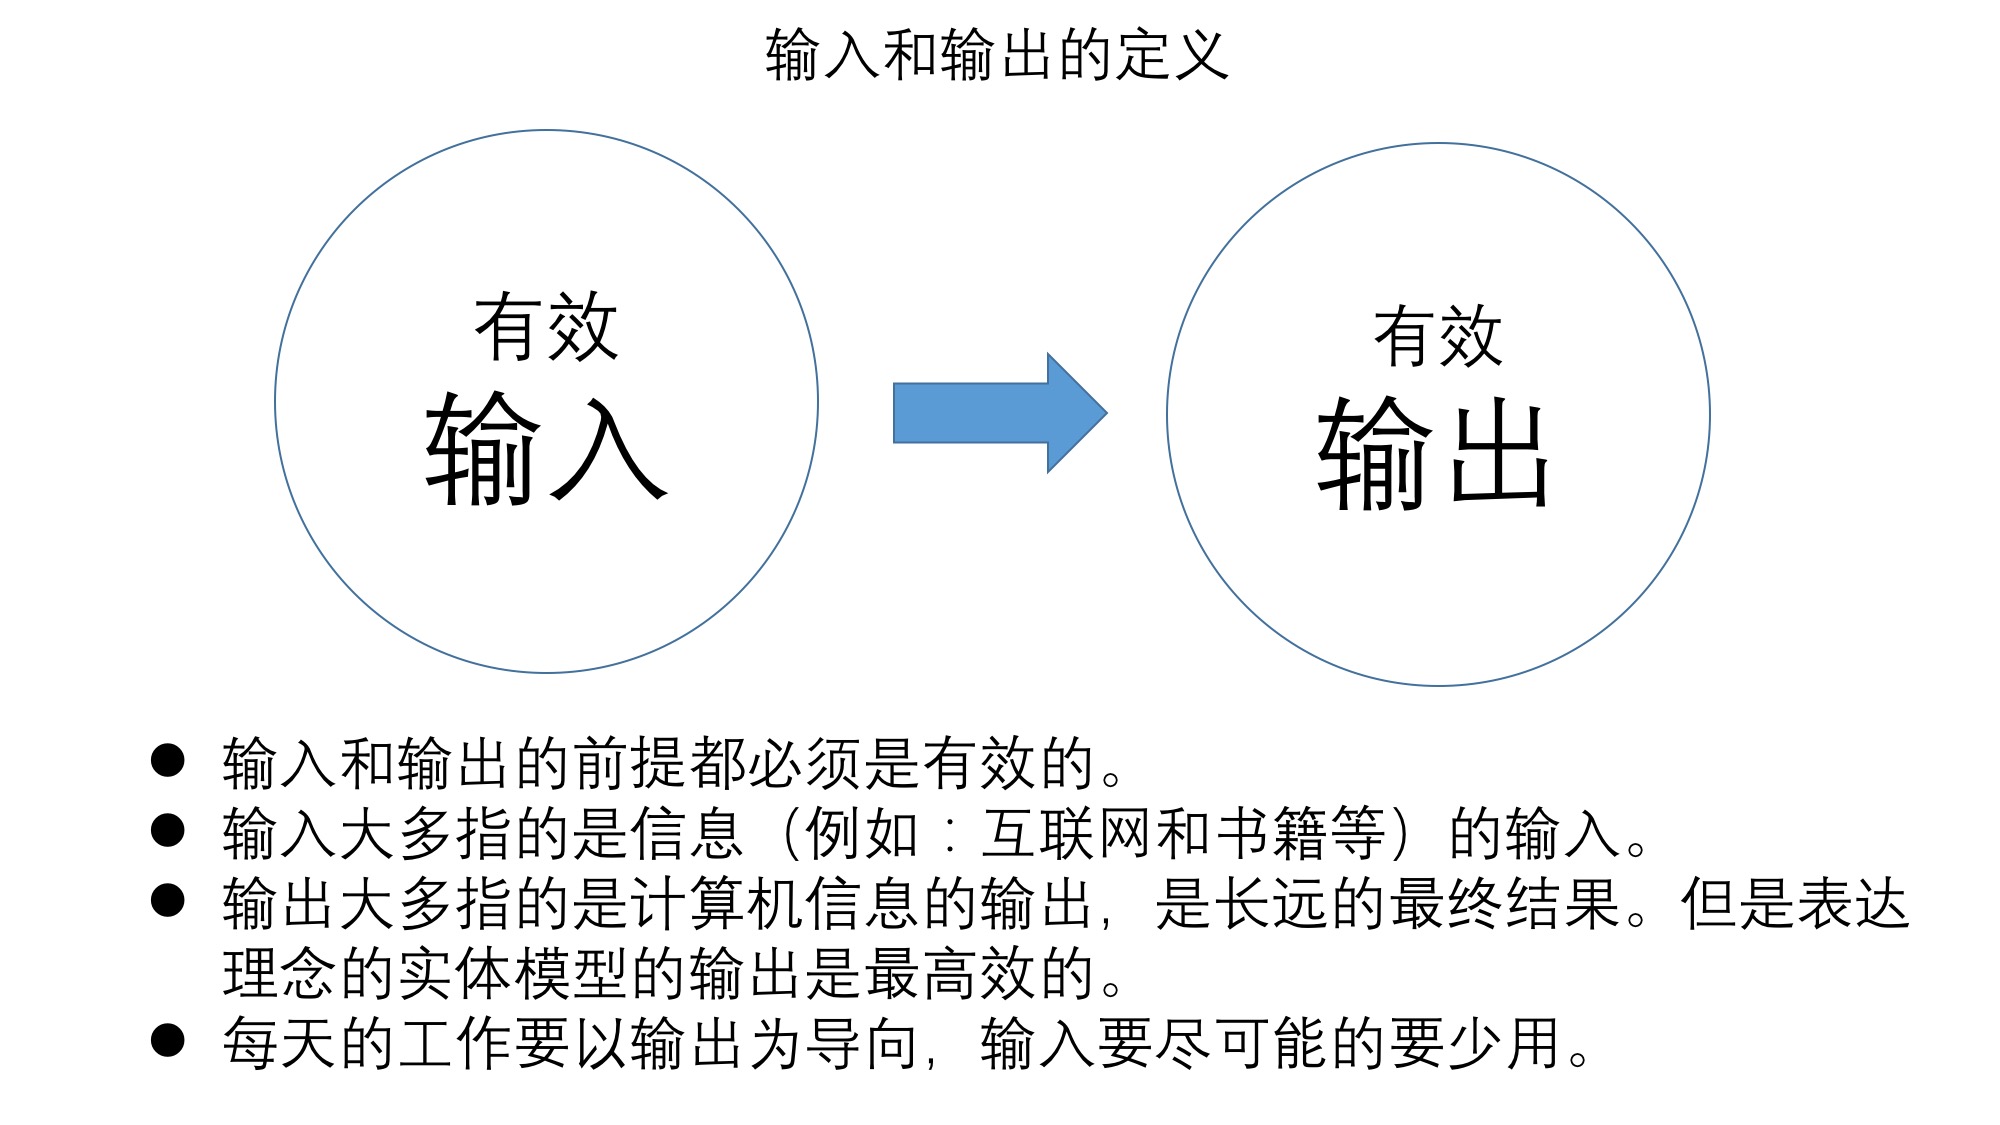 输入和输出的定义
有效
输入
有效
输出
● 输入和输出的前提都必须是有效的。
● 输入大多指的是信息（例如：互联网和书籍等）的输入。
● 输出大多指的是计算机信息的输出，是长远的最终结果。但是表达
理念的实体模型的输出是最高效的。
● 每天的工作要以输出为导向，输入要尽可能的要少用。